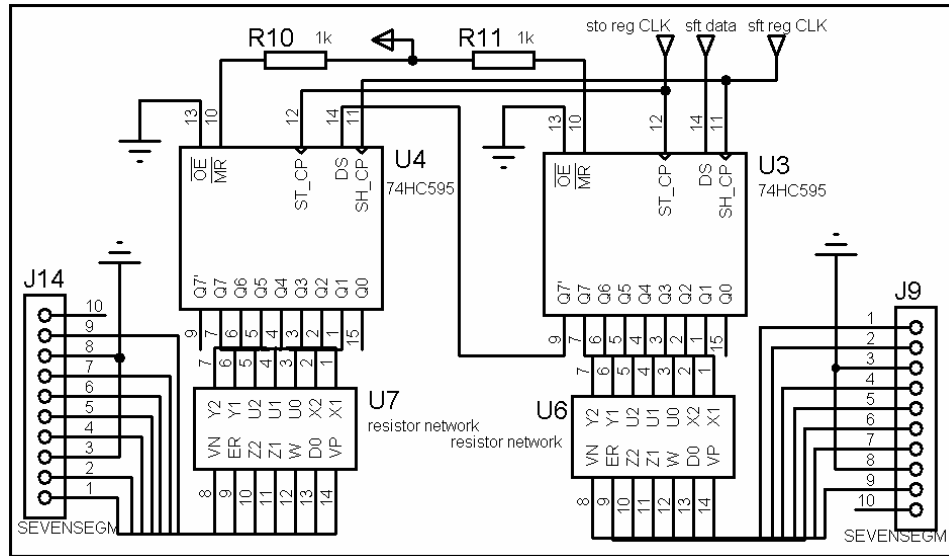 sto reg CLK sft data sft reg CLK
R10 1k R11 1k
13 10 12 14 11 13 10 12 14 11
OE MR ST_CP DS SH_CP U4 74HC595
OE MR ST_CP DS SH_CP U3 74HC595
Q7' Q7 Q6 Q5 Q4 Q3 Q2 Q1 Q0
Q7' Q7 Q6 Q5 Q4 Q3 Q2 Q1 Q0
9 7 6 5 4 3 2 1 15
9 7 6 5 4 3 2 1 15
7 6 5 4 3 2 1
7 6 5 4 3 2 1
J14
10
9
8
7
6
5
4
3
2
1
SEVENSEGM
Y2 Y1 U2 U1 U0 X2 X1
VN ER Z2 Z1 W D0 VP
U7
resistor network
8 9 10 11 12 13 14
U6
resistor network
Y2 Y1 U2 U1 U0 X2 X1
VN ER Z2 Z1 W D0 VP
8 9 10 11 12 13 14
J9
1
2
3
4
5
6
7
8
9
10
SEVENSEGM